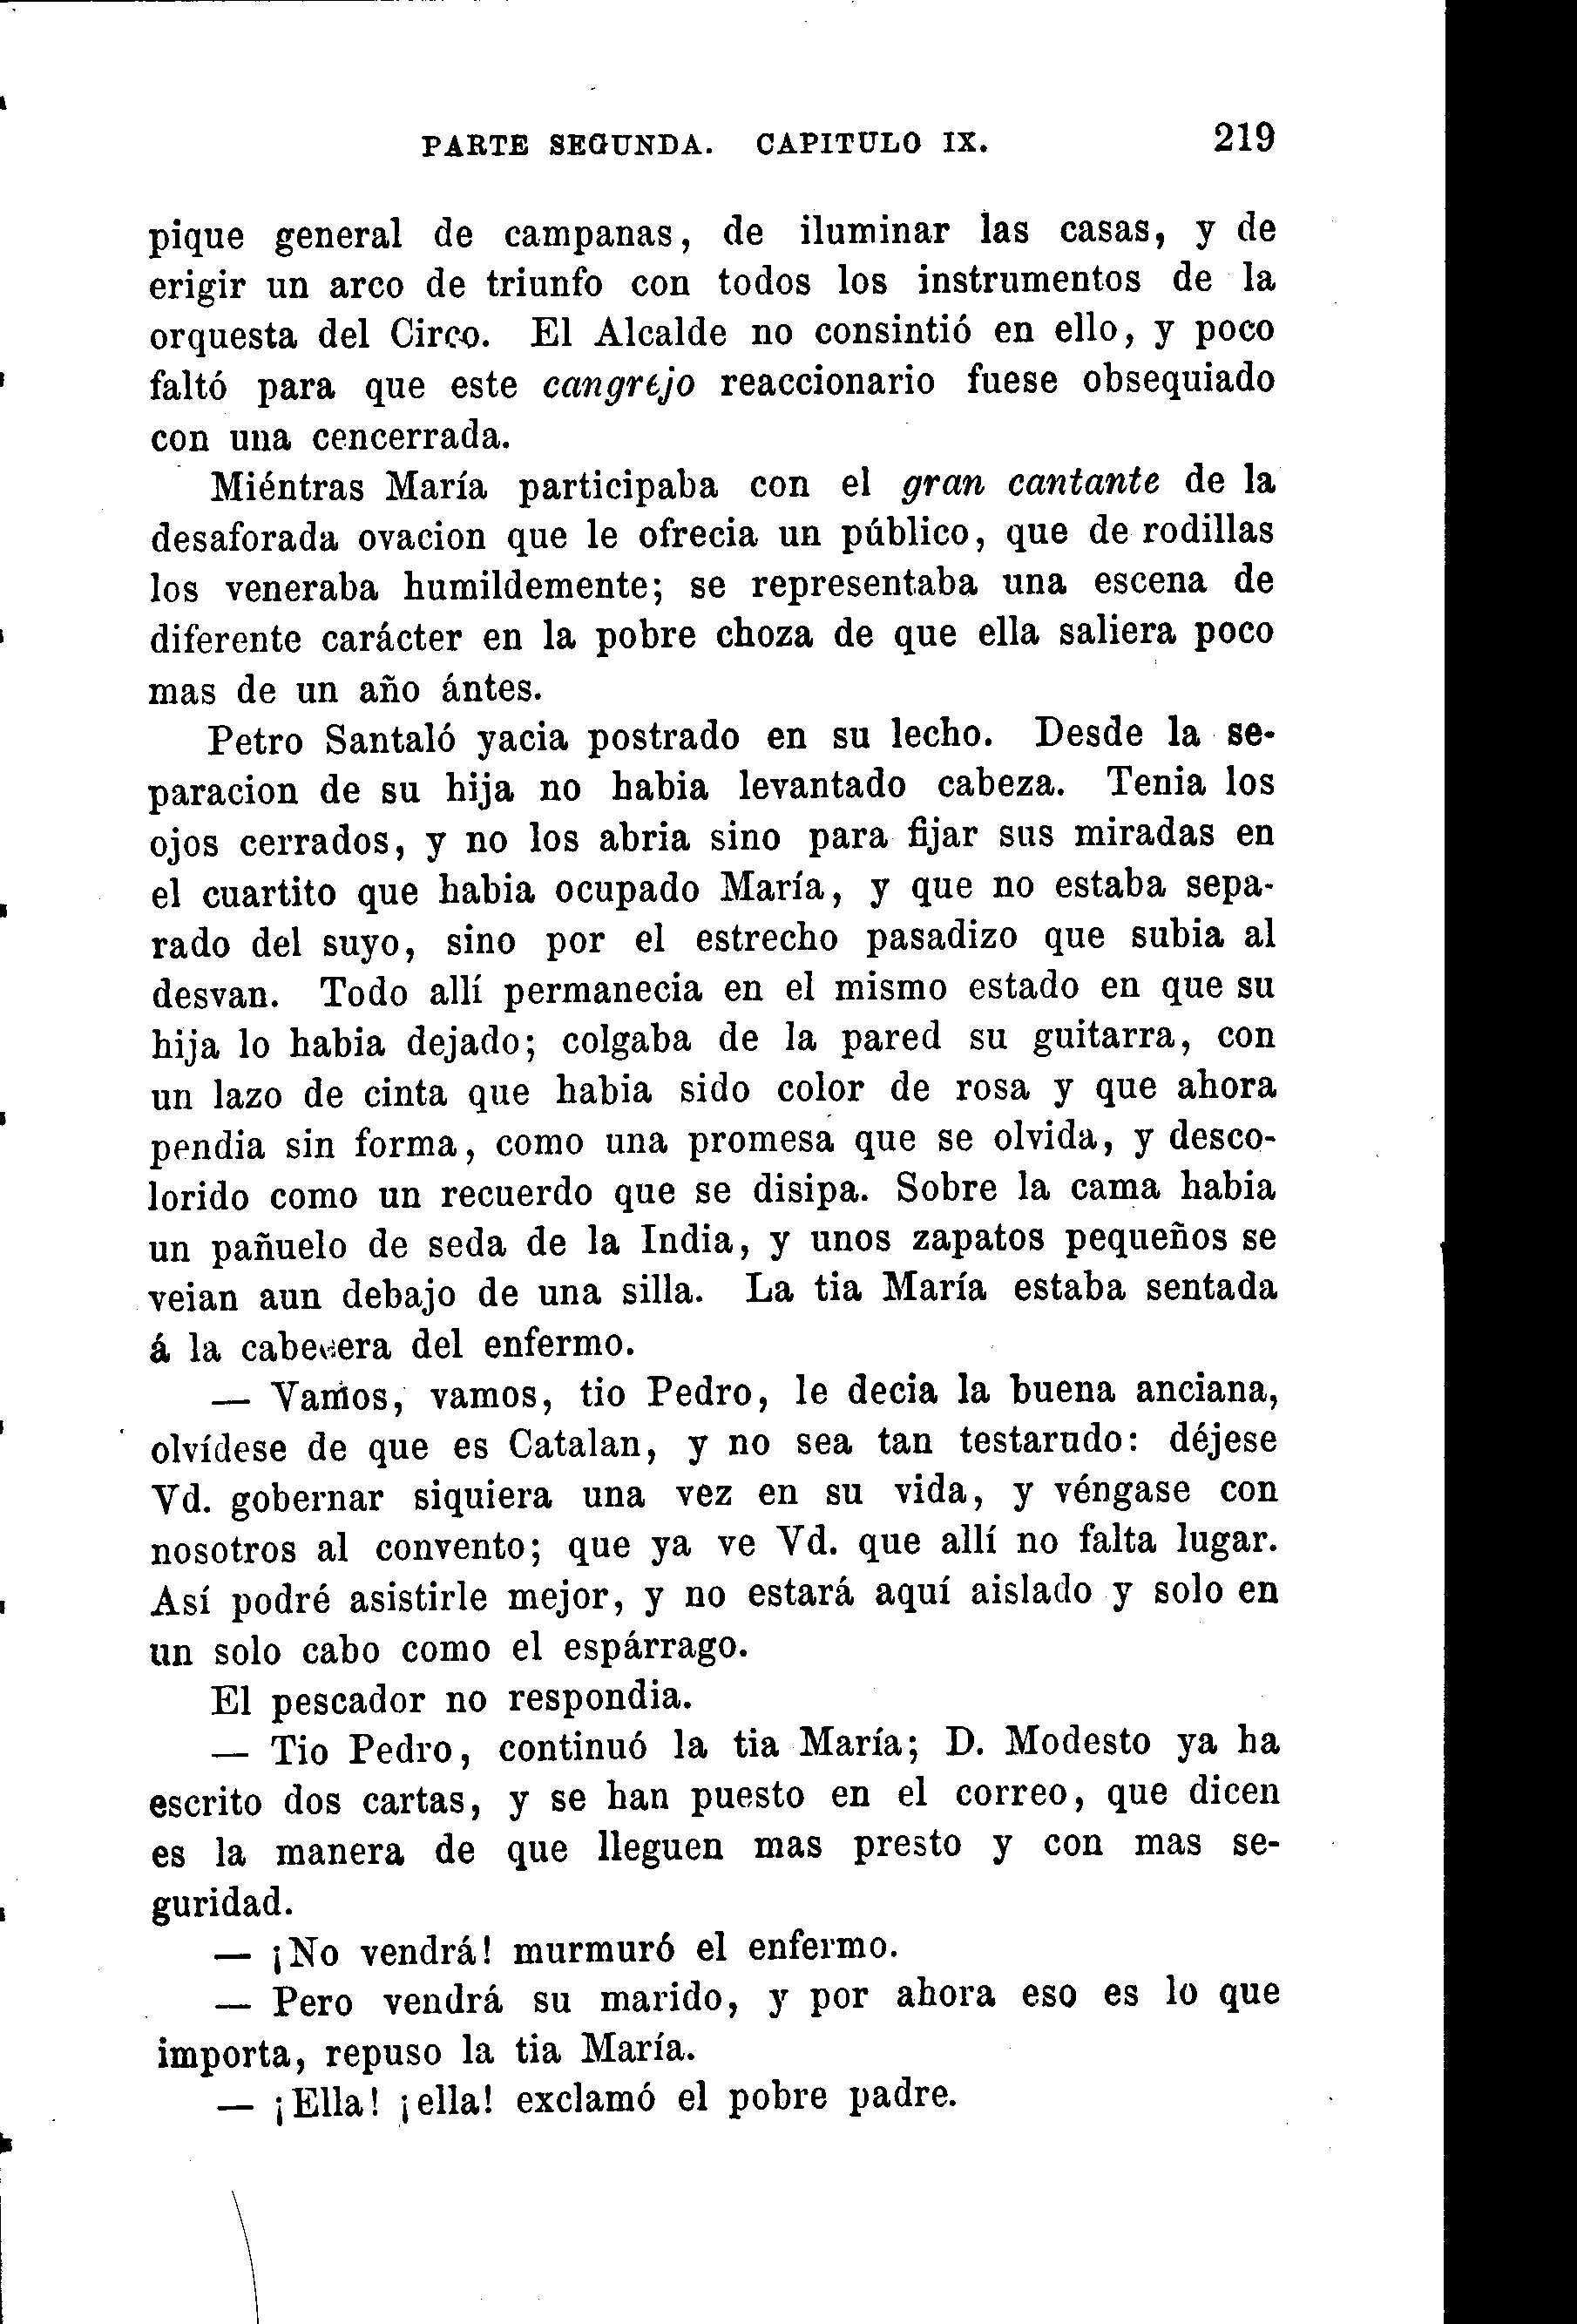 PARTE SEGUNDA. CAPITULO IX. 219
pique general de campanas, de iluminar las casas, y de
erigir un arco de triunfo con todos los instrumentos de la
orquesta del Circo. El Alcalde no consintió en ello, y poco
faltó para que este cangrejo reaccionario fuese obsequiado
con una cencerrada.
Miéntras María participaba con el gran cantante de la
desaforada ovacion que le ofrecia un público, que de rodillas
los veneraba humildemente; se representaba una escena de
diferente carácter en la pobre choza de que ella saliera poco
mas de un año ántes.
Petro Santaló yacia postrado en su lecho. Desde la se-
paracion de su hija no habia levantado cabeza. Tenia los
ojos cerrados, y no los abria sino para fijar sus miradas en
el cuartito que habia ocupado María, y que no estaba sepa-
rado del suyo, sino por el estrecho pasadizo que subia al
desvan. Todo allí permanecia en el mismo estado en que su
hija lo habia dejado; colgaba de la pared su guitarra, con
un lazo de cinta que habia sido color de rosa y que ahora
pendia sin forma, como una promesa que se olvida, y desco-
lorido como un recuerdo que se disipa. Sobre la cama habia
un pañuelo de seda de la India, y unos zapatos pequeños se
veian aun debajo de una silla. La tia María estaba sentada
á la cabecera del enfermo.
— Vamos, vamos, tio Pedro, le decia la buena anciana,
olvídese de que es Catalan, y no sea tan testarudo: déjese
Vd. gobernar siquiera una vez en su vida, y véngase con
nosotros al convento; que ya ve Vd. que allí no falta lugar.
Así podré asistirle mejor, y no estará aquí aislado y solo en
un solo cabo como el espárrago.
El pescador no respondia.
— Tio Pedro, continuó la tia María; D. Modesto ya ha
escrito dos cartas, y se han puesto en el correo, que dicen
es la manera de que lleguen mas presto y con mas se-
guridad.
— ¡No vendrá! murmuró el enfermo.
— Pero vendrá su marido, y por ahora eso es lo que
importa, repuso la tia María.
— ¡Ella! ¡ella! exclamó el pobre padre.